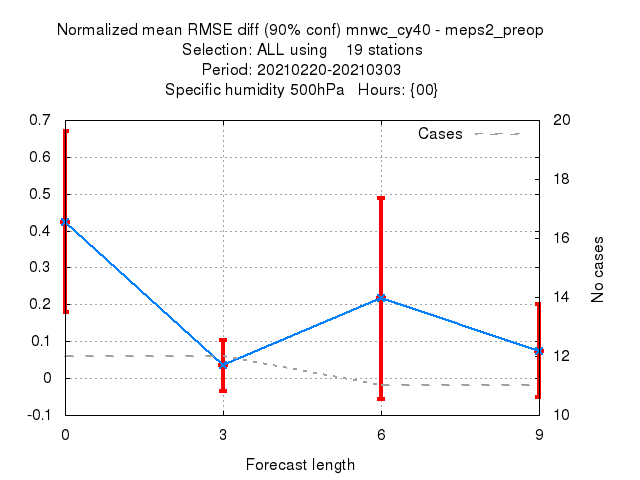 Normalized mean RMSE diff (90% conf) mnwc_cy40 - meps2_preop
Selection: ALL using    19 stations
Period: 20210220-20210303
Specific humidity 500hPa   Hours: {00}
Cases
0.7
0.6
0.5
0.4
0.3
0.2
0.1
0
-0.1
20
18
16
14
12
10
No cases
0
3
6
9
Forecast length